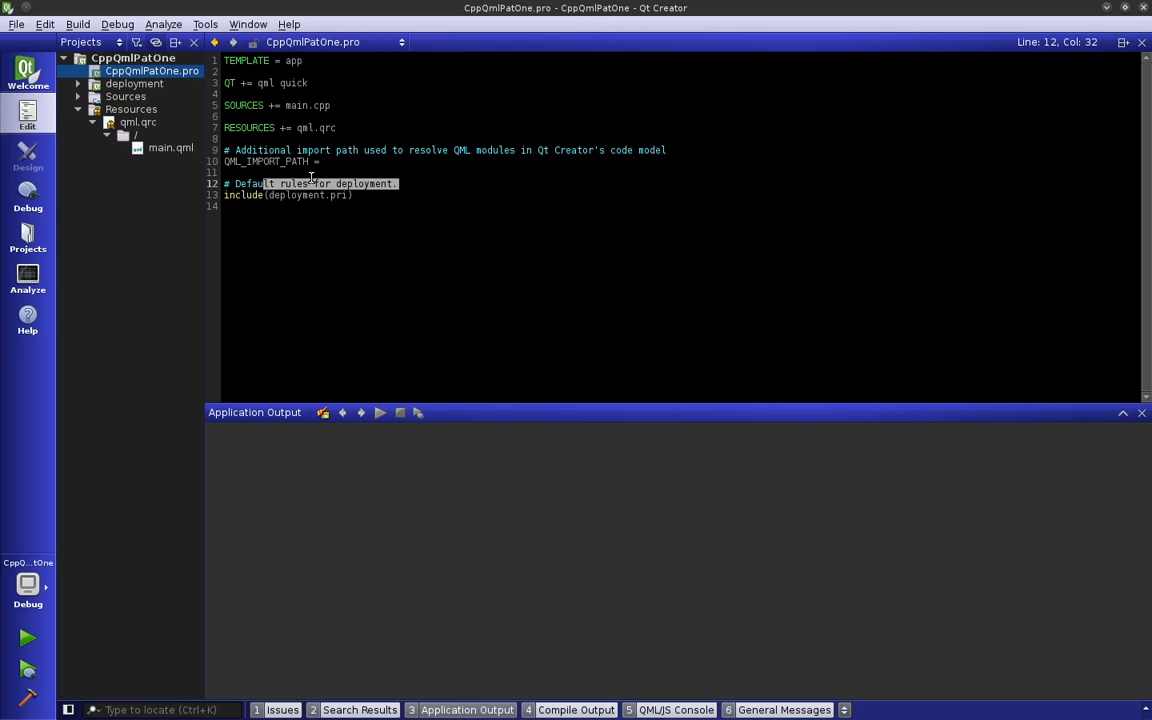 CppQmlPatOne.pro - CppQmlPatOne - Qt Creator
File Edit Build Debug Analyze Tools Window Help
Projects CppQmlPatOne.pro Line: 12, Col: 32
Welcome
Edit
Design
Debug
Projects
Analyze
Help
CppQ...tOne
Debug
CppQmlPatOne
CppQmlPatOne.pro
deployment
Sources
Resources
qml.qrc
/
main.qml
1 TEMPLATE = app
2
3 QT += qml quick
4
5 SOURCES += main.cpp
6
7 RESOURCES += qml.qrc
8
9 # Additional import path used to resolve QML modules in Qt Creator's code model
10 QML_IMPORT_PATH =
11
12 # Default rules for deployment.
13 include(deployment.pri)
14
Application Output
Type to locate (Ctrl+K) 1 Issues 2 Search Results 3 Application Output 4 Compile Output 5 QML/JS Console 6 General Messages